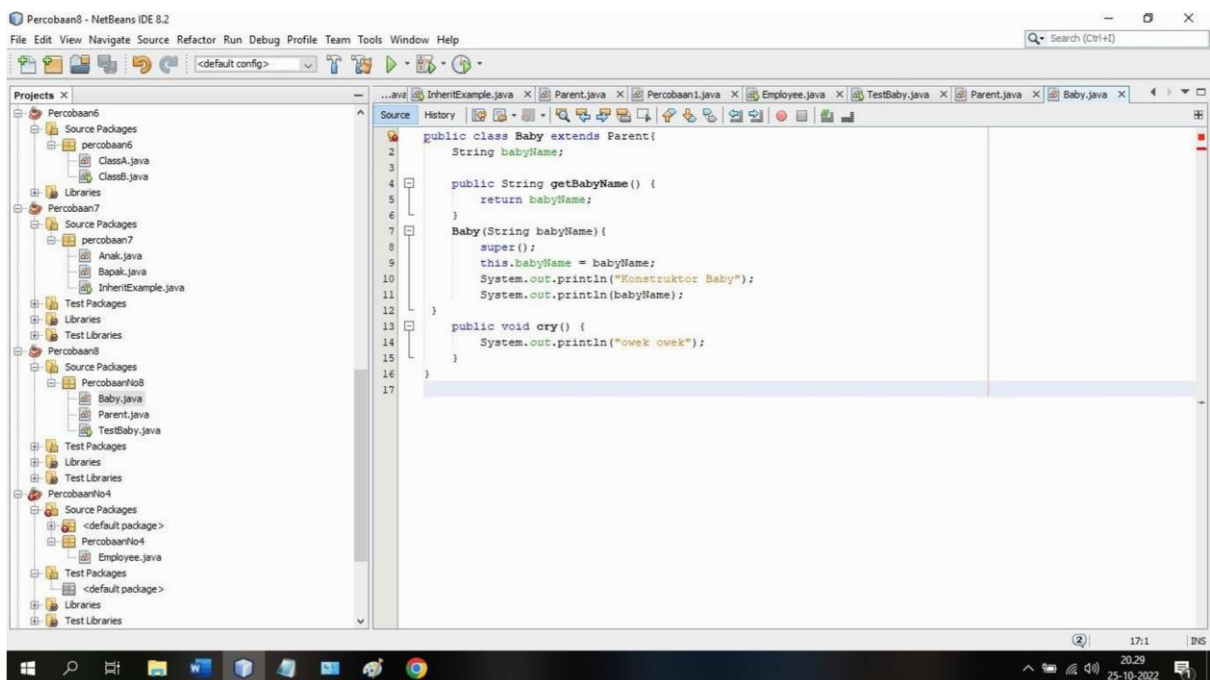 Percobaan8 - NetBeans IDE 8.2
File Edit View Navigate Source Refactor Run Debug Profile Team Tools Window Help
Search (Ctrl+I)
<default config>
Projects
Percobaan6
Source Packages
percobaan6
ClassA.java
ClassB.java
Libraries
Percobaan7
Source Packages
percobaan7
Anak.java
Bapak.java
InheritExample.java
Test Packages
Libraries
Test Libraries
Percobaan8
Source Packages
PercobaanNo8
Baby.java
Parent.java
TestBaby.java
Test Packages
Libraries
Test Libraries
PercobaanNo4
Source Packages
<default package>
PercobaanNo4
Employee.java
Test Packages
<default package>
Libraries
Test Libraries
...ava InheritExample.java Parent.java Percobaan1.java Employee.java TestBaby.java Parent.java Baby.java
Source History
public class Baby extends Parent{
2 String babyName;
3
4 public String getBabyName() {
5 return babyName;
6 }
7 Baby(String babyName){
8 super();
9 this.babyName = babyName;
10 System.out.println("Konstruktor Baby");
11 System.out.println(babyName);
12 }
13 public void cry() {
14 System.out.println("owek owek");
15 }
16 }
17
2 17:1 INS
20.29
25-10-2022